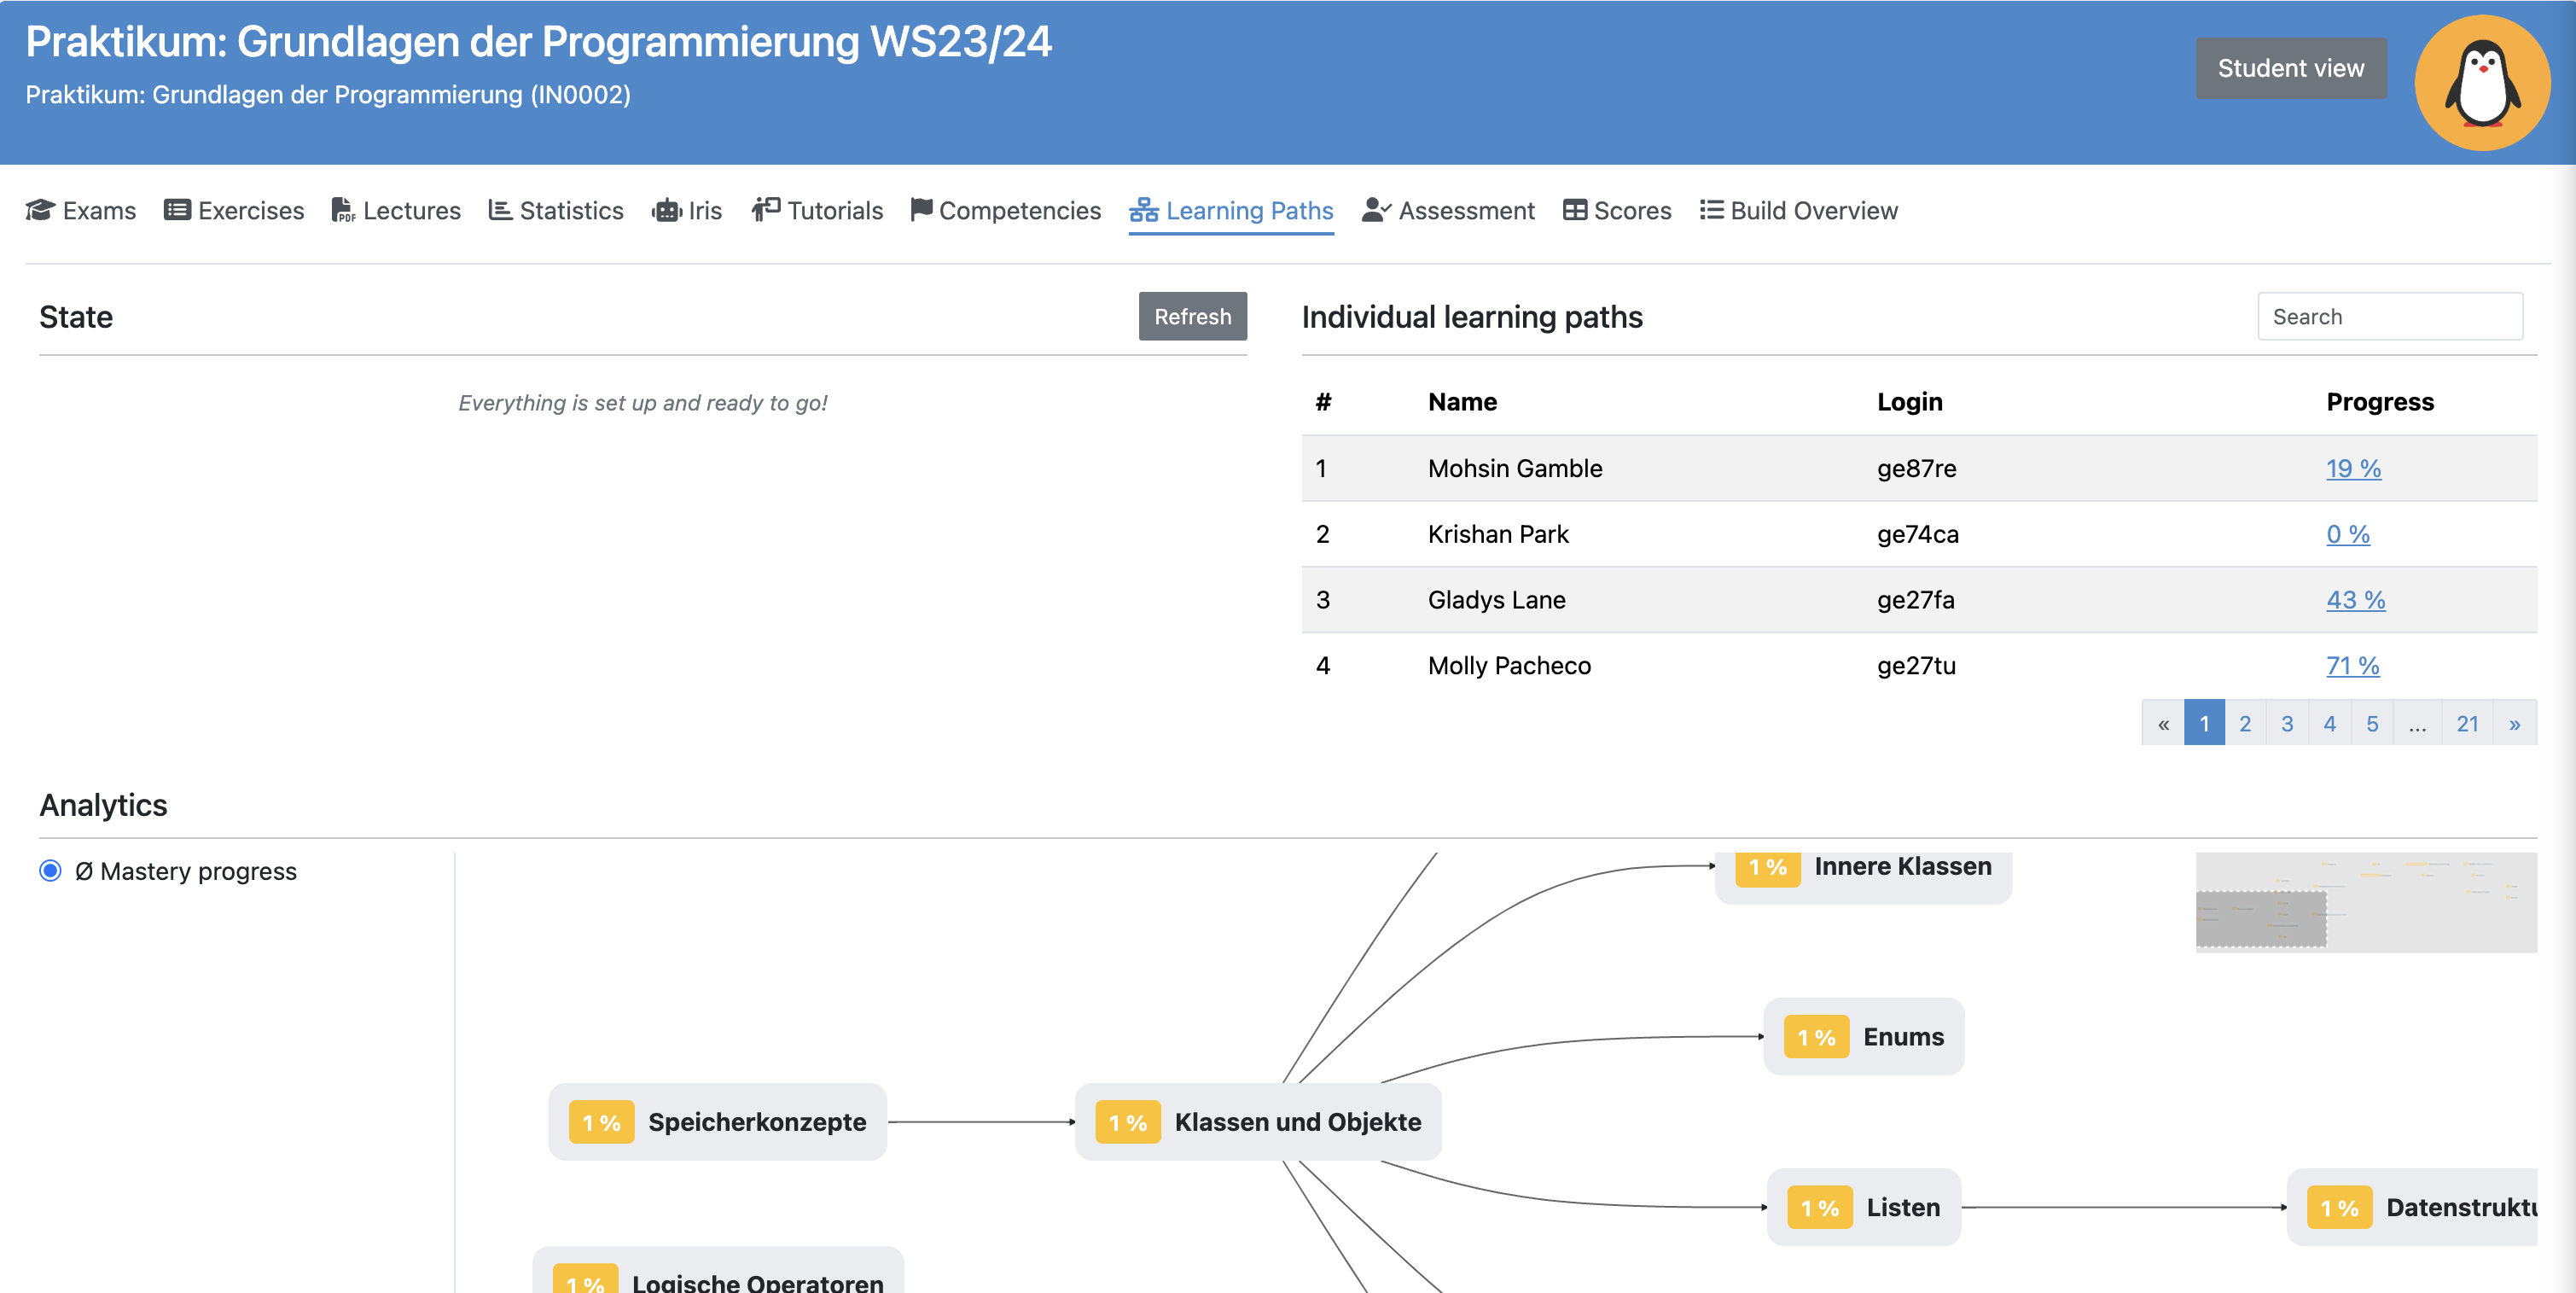 Praktikum: Grundlagen der Programmierung WS23/24
Praktikum: Grundlagen der Programmierung (IN0002)
Student view
Exams Exercises Lectures Statistics Iris Tutorials Competencies Learning Paths Assessment Scores Build Overview
State
Refresh
Everything is set up and ready to go!
Individual learning paths
Search
# Name Login Progress
1 Mohsin Gamble ge87re 19 %
2 Krishan Park ge74ca 0 %
3 Gladys Lane ge27fa 43 %
4 Molly Pacheco ge27tu 71 %
« 1 2 3 4 5 ... 21 »
Analytics
Ø Mastery progress
1 % Innere Klassen
1 % Enums
1 % Speicherkonzepte
1 % Klassen und Objekte
1 % Listen
1 % Datenstruktu
1 % Logische Operatoren